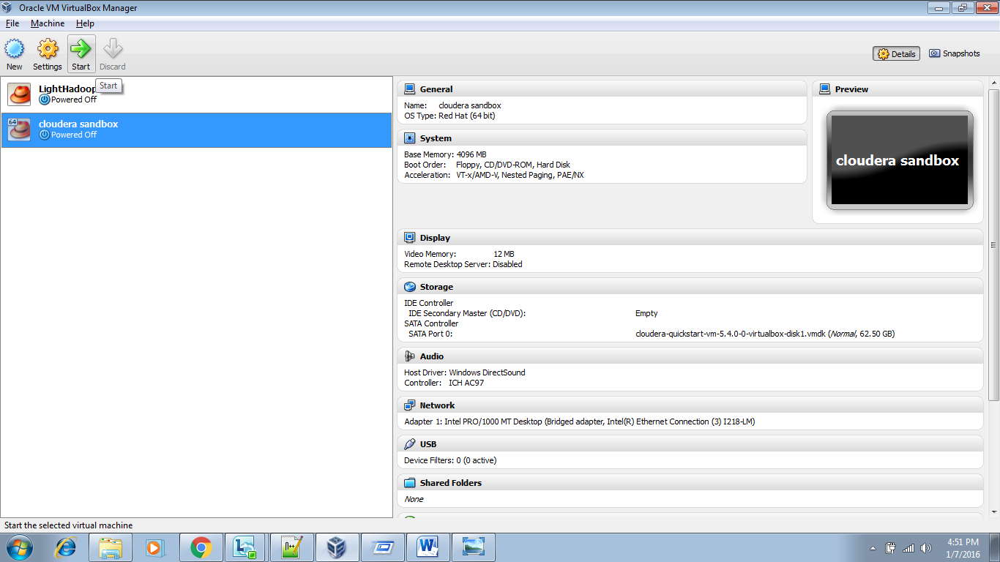 Oracle VM VirtualBox Manager
File Machine Help
New Settings Start Discard
Details Snapshots
Start
LightHadoop
Powered Off
64
cloudera sandbox
Powered Off
General
Name: cloudera sandbox
OS Type: Red Hat (64 bit)
System
Base Memory: 4096 MB
Boot Order: Floppy, CD/DVD-ROM, Hard Disk
Acceleration: VT-x/AMD-V, Nested Paging, PAE/NX
Preview
cloudera sandbox
Display
Video Memory: 12 MB
Remote Desktop Server: Disabled
Storage
IDE Controller
IDE Secondary Master (CD/DVD): Empty
SATA Controller
SATA Port 0: cloudera-quickstart-vm-5.4.0-0-virtualbox-disk1.vmdk (Normal, 62.50 GB)
Audio
Host Driver: Windows DirectSound
Controller: ICH AC97
Network
Adapter 1: Intel PRO/1000 MT Desktop (Bridged adapter, Intel(R) Ethernet Connection (3) I218-LM)
USB
Device Filters: 0 (0 active)
Shared Folders
None
Start the selected virtual machine
4:51 PM
1/7/2016